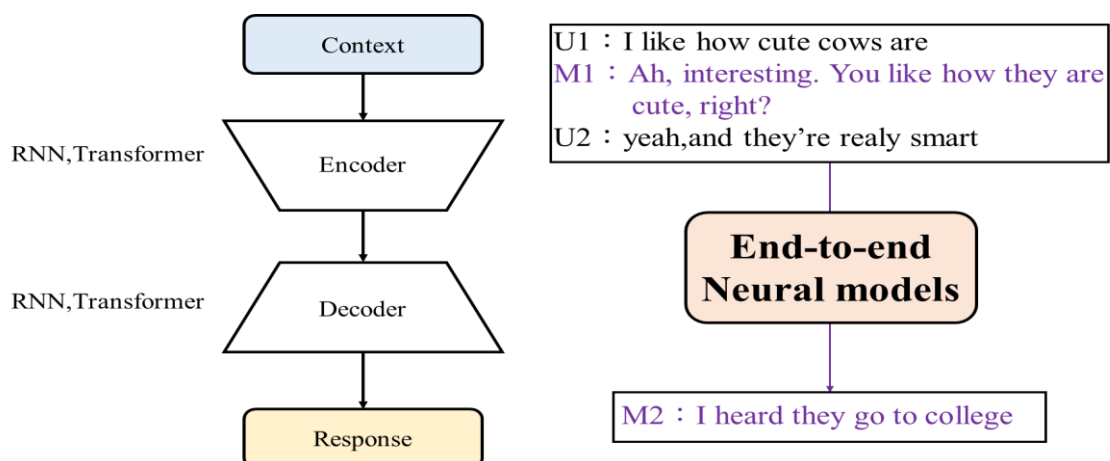 Context
RNN,Transformer
Encoder
RNN,Transformer
Decoder
Response
U1：I like how cute cows are
M1：Ah, interesting. You like how they are
cute, right?
U2：yeah,and they're realy smart
End-to-end
Neural models
M2：I heard they go to college